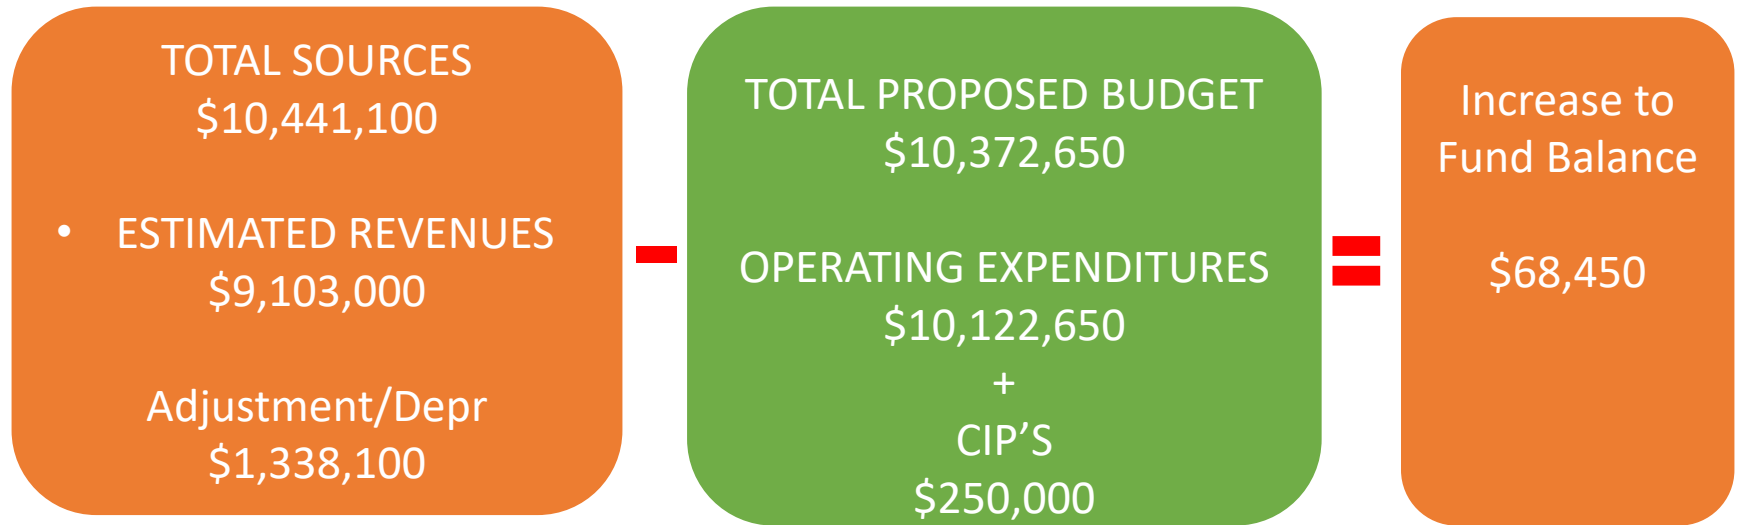 TOTAL SOURCES
$10,441,100
• ESTIMATED REVENUES
$9,103,000
Adjustment/Depr
$1,338,100
-
TOTAL PROPOSED BUDGET
$10,372,650
OPERATING EXPENDITURES
$10,122,650
+
CIP’S
$250,000
=
Increase to
Fund Balance
$68,450